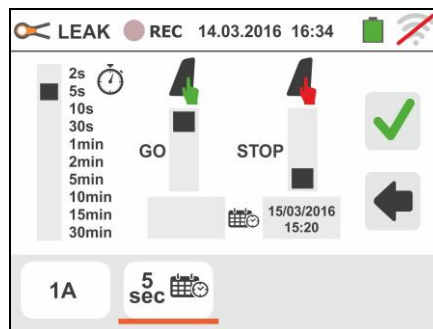 LEAK REC 14.03.2016 16:34
2s
5s
10s
30s
1min
2min
5min
10min
15min
30min
GO
STOP
15/03/2016
15:20
1A
5
sec